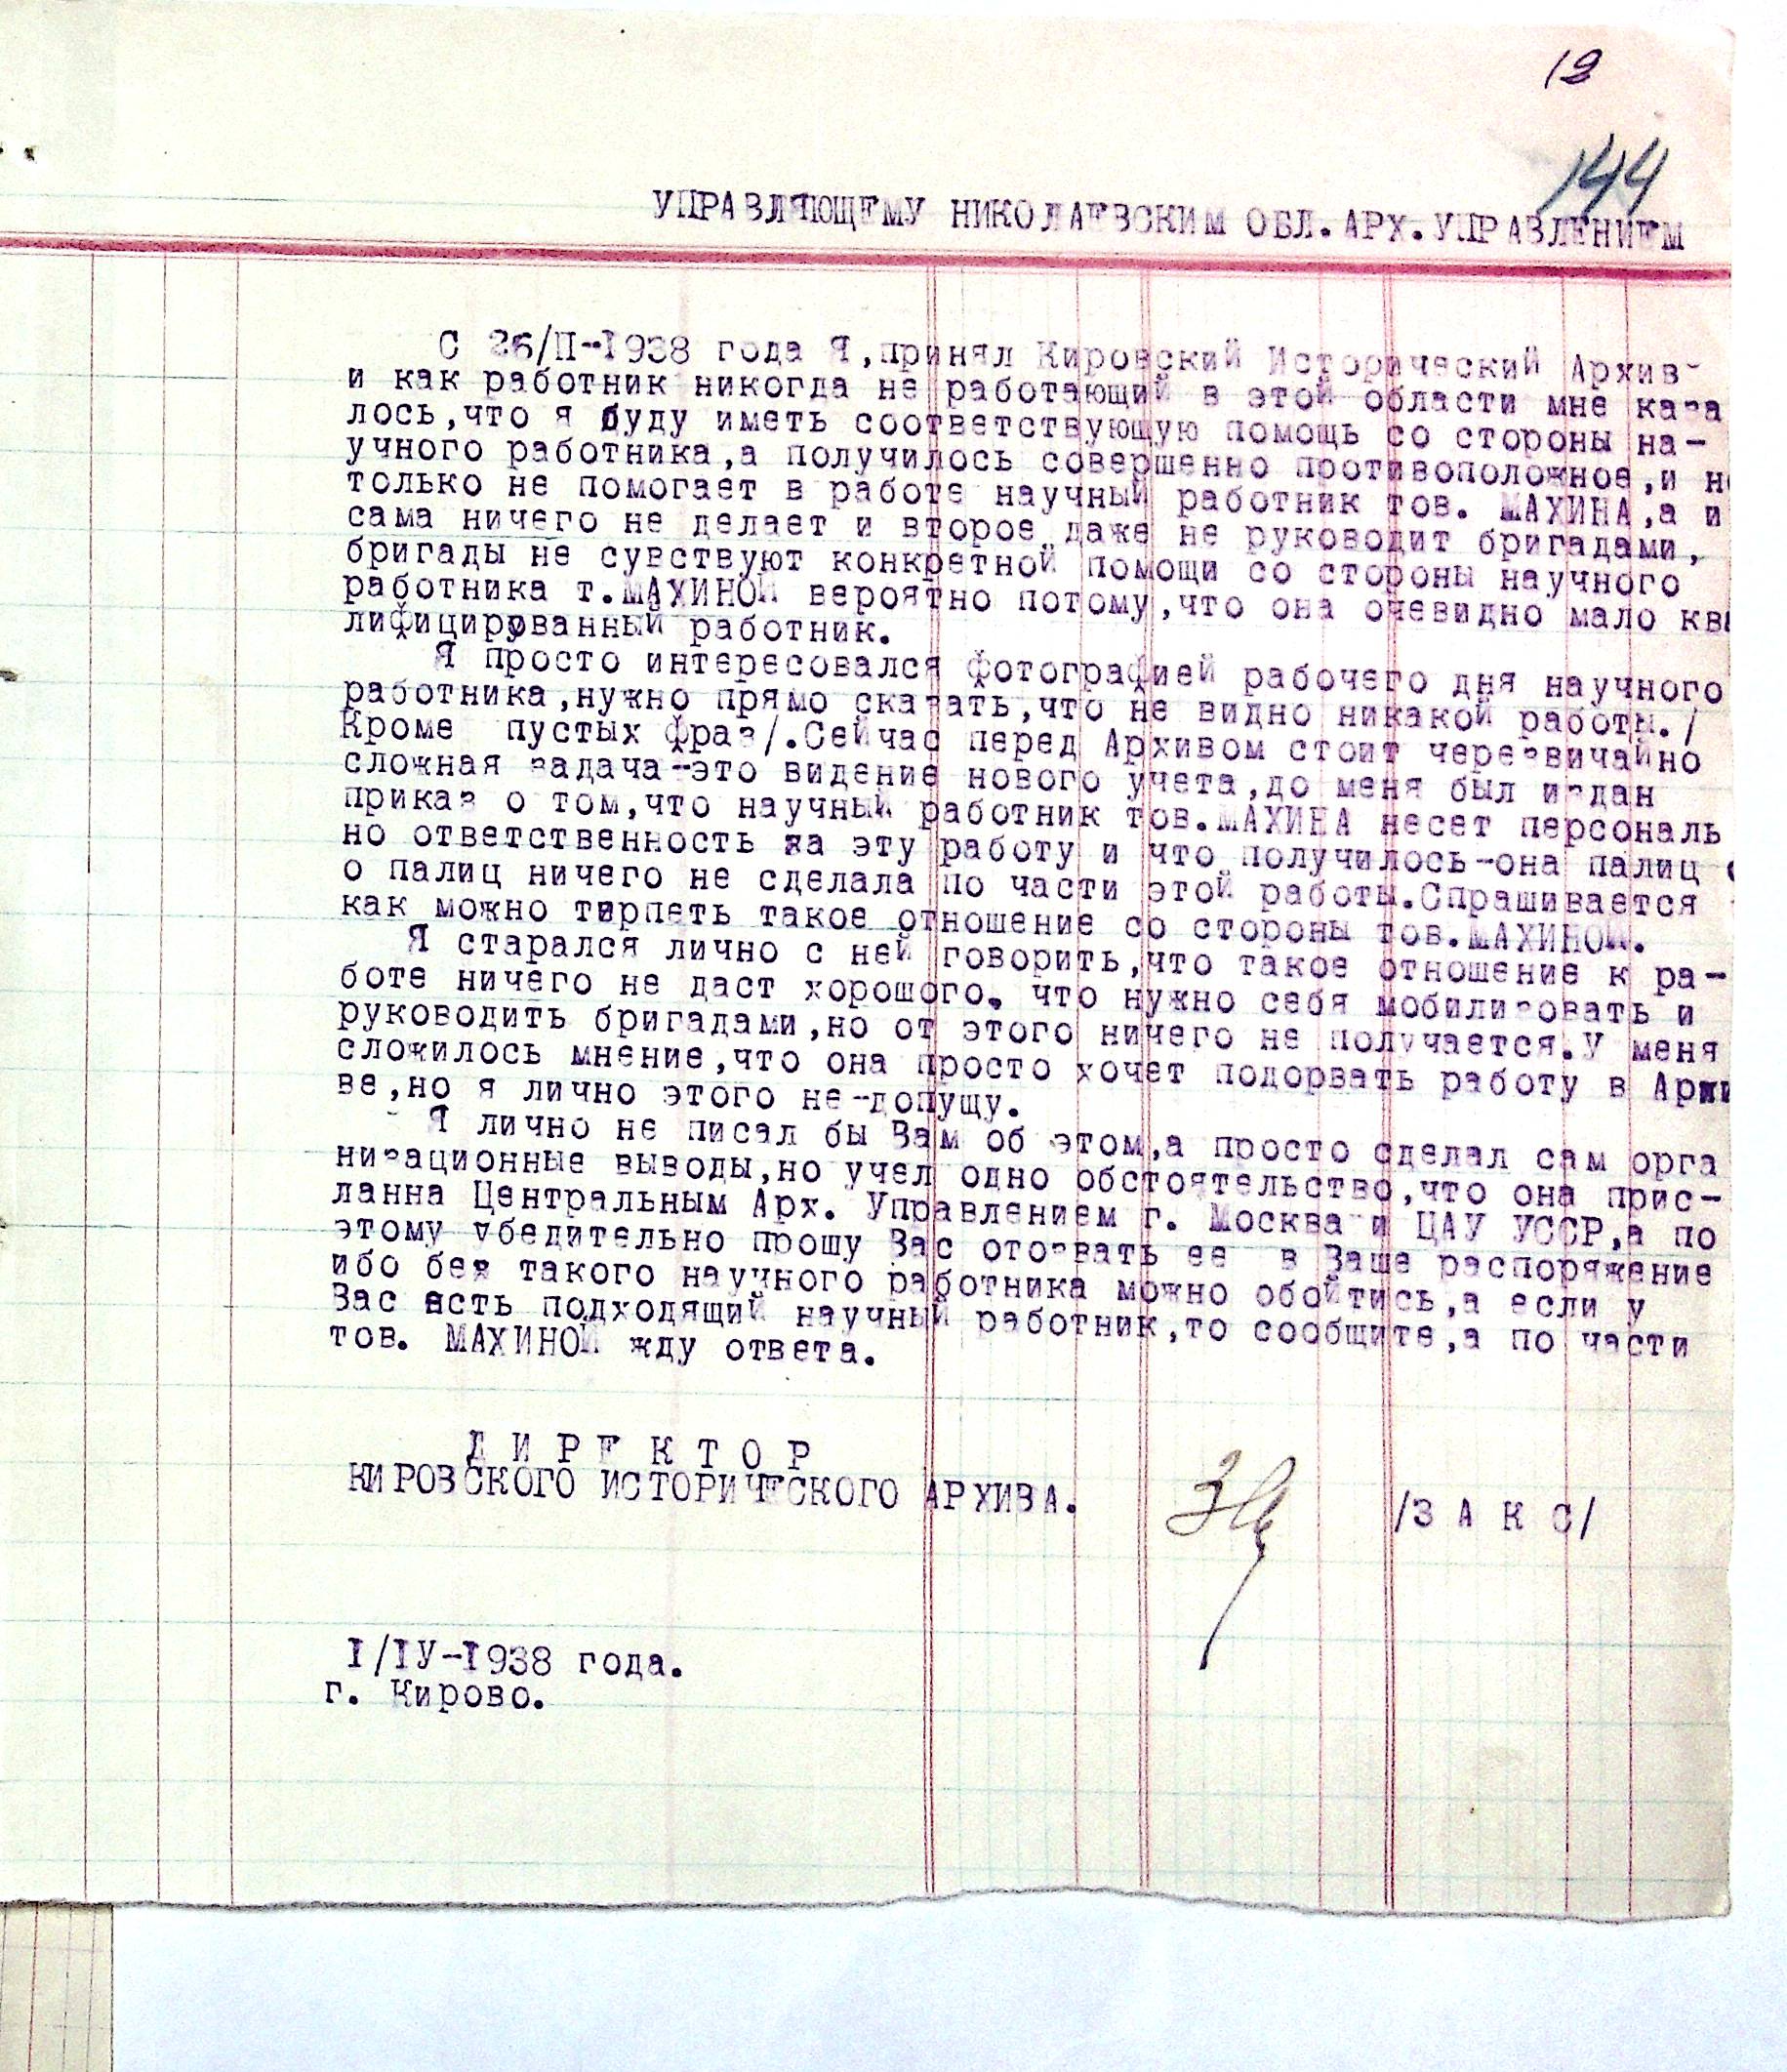 19
144
УПРАВЛЯЮЩЕМУ НИКОЛАЕВСКИМ ОБЛ.АРХ.УПРАВЛЕНИЕМ
С 26/П-1938 года Я,принял Кировский Исторический Архив-
и как работник никогда не работающий в этой области мне каза
лось,что я буду иметь соответствующую помощь со стороны на-
учного работника,а получилось совершенно противоположное,и не
только не помогает в работе научный работник тов. МАХИНА,а и
сама ничего не делает и второе даже не руководит бригадами,
бригады не сувствуют конкретной помощи со стороны научного
работника т.МАХИНОЙ вероятно потому,что она очевидно мало ква
лифицированный работник.
Я просто интересовался фотографией рабочего дня научного
работника,нужно прямо сказать,что не видно никакой работы./
Кроме пустых фраз/.Сейчас перед Архивом стоит черезвичайно
сложная задача-это видение нового учета,до меня был издан
приказ о том,что научный работник тов.МАХИНА несет персональ
но ответственность за эту работу и что получилось-она палиц
о палиц ничего не сделала по части этой работы.Спрашивается
как можно терпеть такое отношение со стороны тов.МАХИНОЙ.
Я старался лично с ней говорить,что такое отношение к ра-
боте ничего не даст хорошого, что нужно себя мобилизовать и
руководить бригадами,но от этого ничего не получается.У меня
сложилось мнение,что она просто хочет подорвать работу в Архи
ве,но я лично этого не-допущу.
Я лично не писал бы Вам об этом,а просто сделал сам орга
низационные выводы,но учел одно обстоятельство,что она прис-
ланна Центральным Арх. Управлением г. Москва и ЦАУ УССР,а по
этому убедительно прошу Вас отозвать ее в Ваше распоряжение
ибо без такого научного работника можно обойтись,а если у
Вас есть подходящий научный работник,то сообщите,а по части
тов. МАХИНОЙ жду ответа.
Д И Р Е К Т О Р
КИРОВСКОГО ИСТОРИЧЕСКОГО АРХИВА.
/З А К С/
I/IУ-1938 года.
г. Кирово.